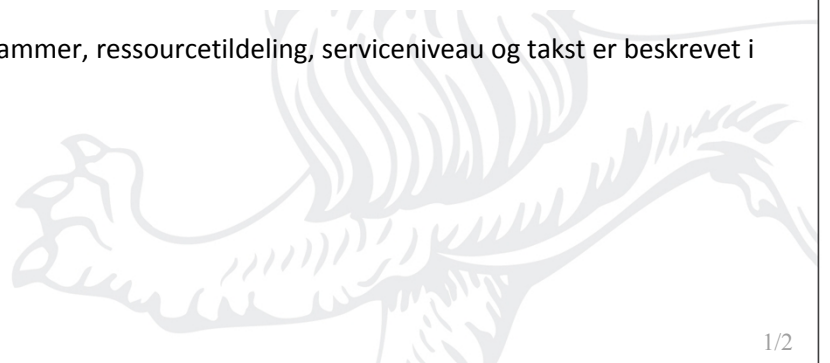 ammer, ressourcetildeling, serviceniveau og takst er beskrevet i
1/2